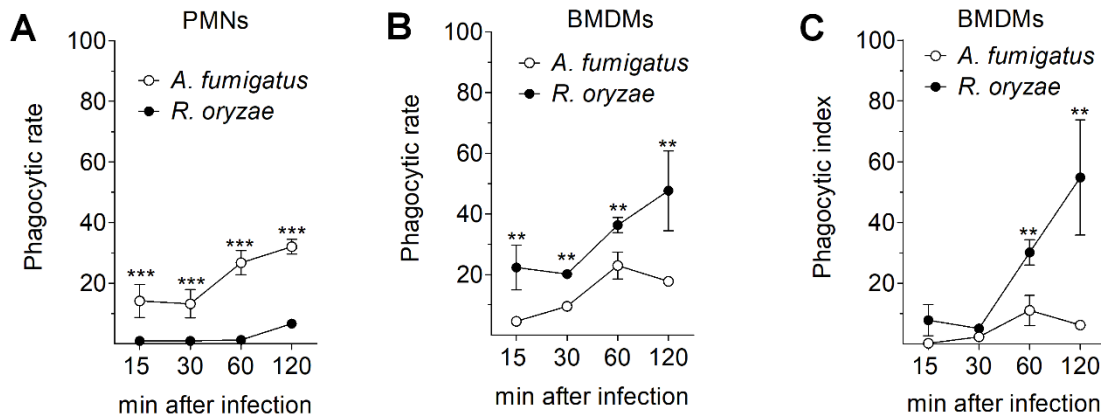 A
PMNs
A. fumigatus
R. oryzae
Phagocytic rate
100
80
60
40
20
***
***
***
***
15
30
60
120
min after infection
B
BMDMs
A. fumigatus
R. oryzae
Phagocytic rate
100
80
60
40
20
**
**
**
**
15
30
60
120
min after infection
C
BMDMs
A. fumigatus
R. oryzae
Phagocytic index
100
80
60
40
20
**
**
15
30
60
120
min after infection